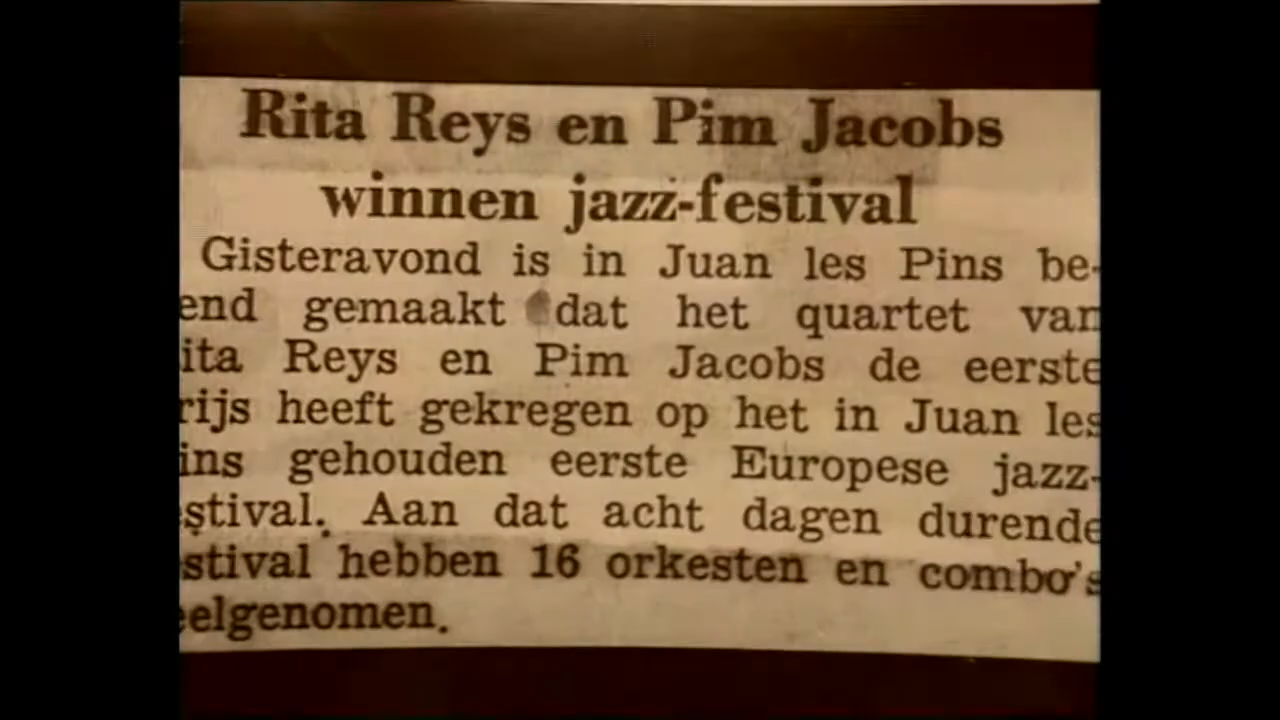 Rita Reys en Pim Jacobs
winnen jazz-festival
Gisteravond is in Juan les Pins be-
end gemaakt dat het quartet van
ita Reys en Pim Jacobs de eerste
rijs heeft gekregen op het in Juan les
ins gehouden eerste Europese jazz-
stival. Aan dat acht dagen durende
stival hebben 16 orkesten en combo's
elgenomen.